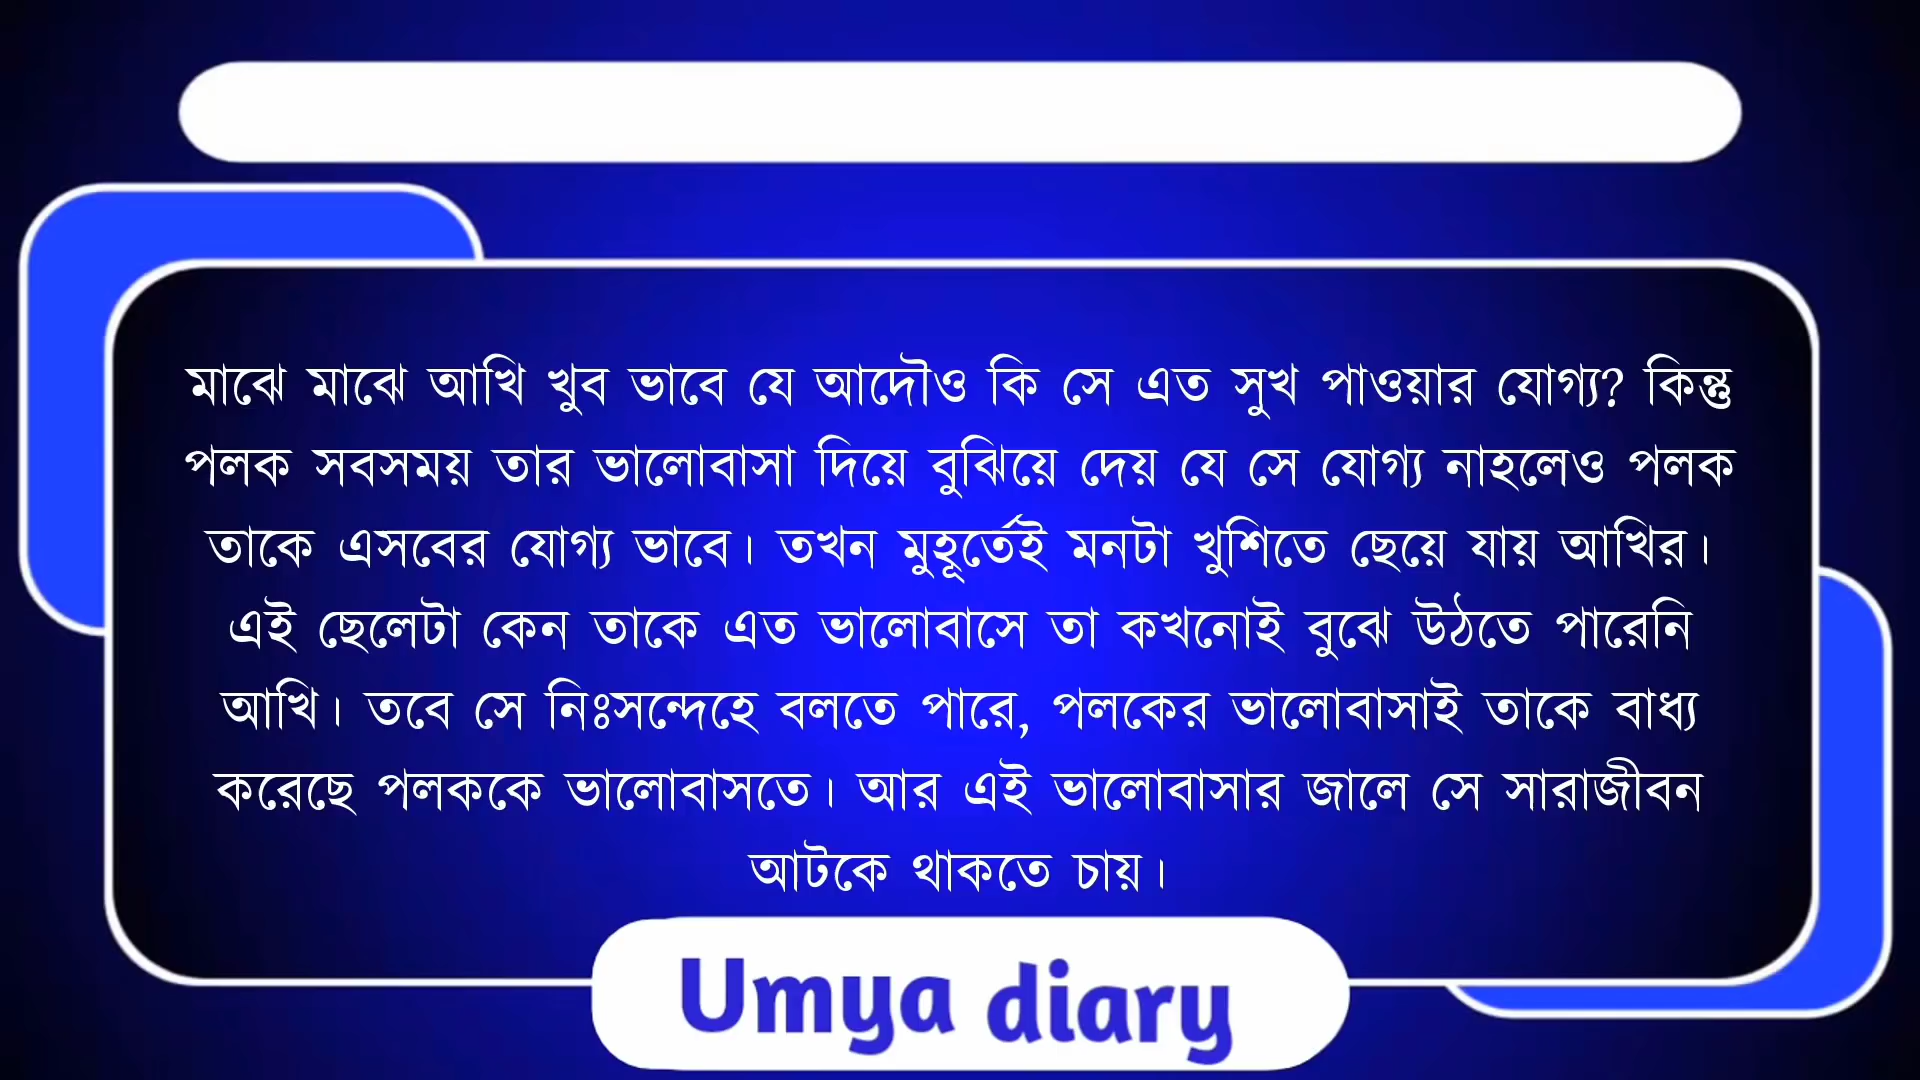 মাঝে মাঝে আখি খুব ভাবে যে আদৌও কি সে এত সুখ পাওয়ার যোগ্য? কিন্তু
পলক সবসময় তার ভালোবাসা দিয়ে বুঝিয়ে দেয় যে সে যোগ্য নাহলেও পলক
তাকে এসবের যোগ্য ভাবে। তখন মুহূর্তেই মনটা খুশিতে ছেয়ে যায় আখির।
এই ছেলেটা কেন তাকে এত ভালোবাসে তা কখনোই বুঝে উঠতে পারেনি
আখি। তবে সে নিঃসন্দেহে বলতে পারে, পলকের ভালোবাসাই তাকে বাধ্য
করেছে পলককে ভালোবাসতে। আর এই ভালোবাসার জালে সে সারাজীবন
আটকে থাকতে চায়।
Umya diary